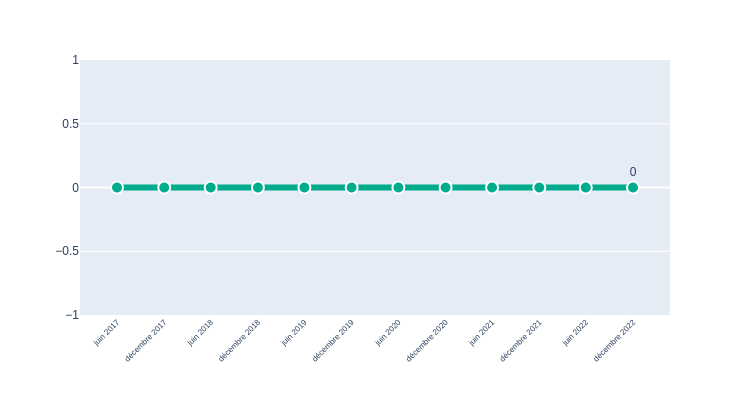 1
0.5
0
−0.5
−1
0
juin 2017
décembre 2017
juin 2018
décembre 2018
juin 2019
décembre 2019
juin 2020
décembre 2020
juin 2021
décembre 2021
juin 2022
décembre 2022